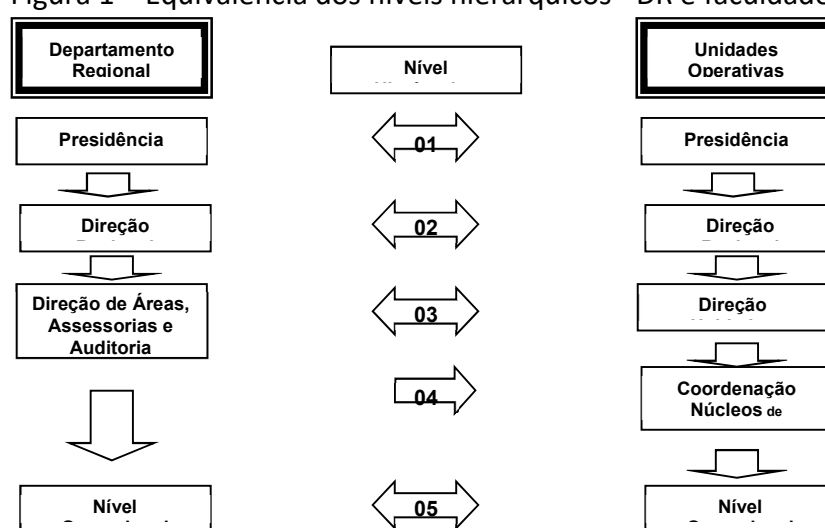 Figura 1 – Equivalência dos níveis hierárquicos - DR e faculdade
Departamento
Regional
Nível
Unidades
Operativas
Presidência
01
Presidência
Direção
02
Direção
Direção de Áreas,
Assessorias e
Auditoria
03
Direção
04
Coordenação
Núcleos de
Nível
05
Nível